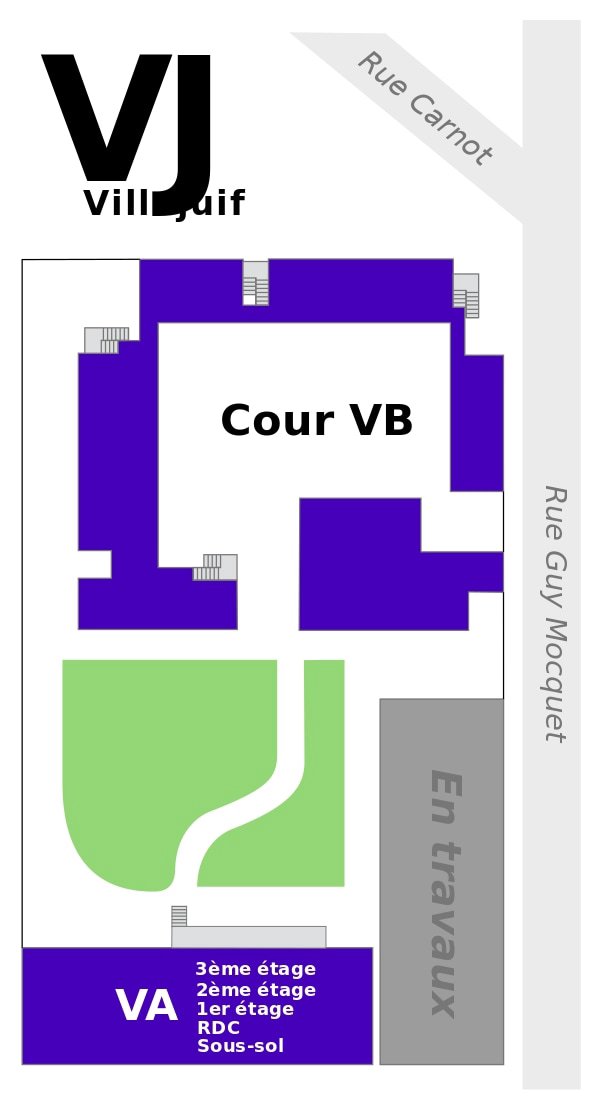 VJ
Villejuif
Rue Carnot
Cour VB
Rue Guy Mocquet
En travaux
VA
3ème étage
2ème étage
1er étage
RDC
Sous-sol